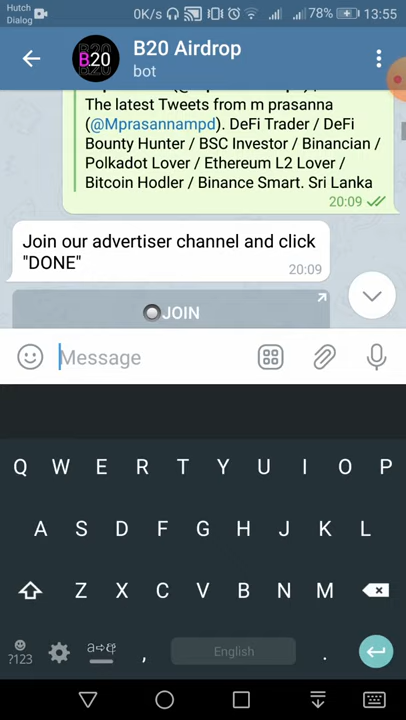 Hutch
Dialog
0K/s
78%
13:55
B20
B20 Airdrop
bot
The latest Tweets from m prasanna
(@Mprasannampd). DeFi Trader / DeFi
Bounty Hunter / BSC Investor / Binancian /
Polkadot Lover / Ethereum L2 Lover /
Bitcoin Hodler / Binance Smart. Sri Lanka
20:09
Join our advertiser channel and click
"DONE"
20:09
JOIN
Message
Q W E R T Y U I O P
A S D F G H J K L
Z X C V B N M
?123
,
English
.